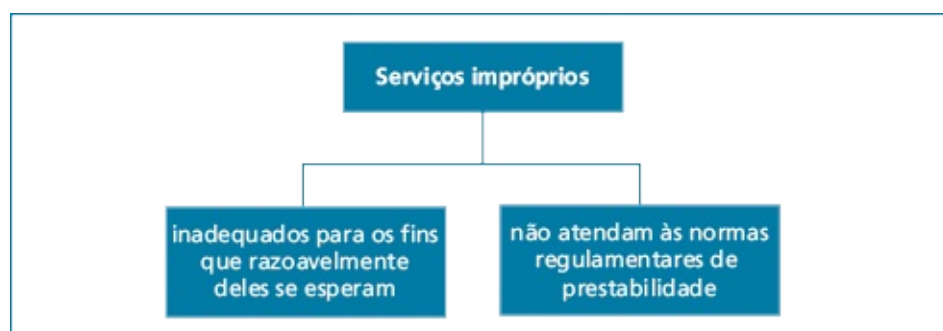 Serviços impróprios
inadequados para os fins
que razoavelmente
deles se esperam
não atendam às normas
regulamentares de
prestabilidade